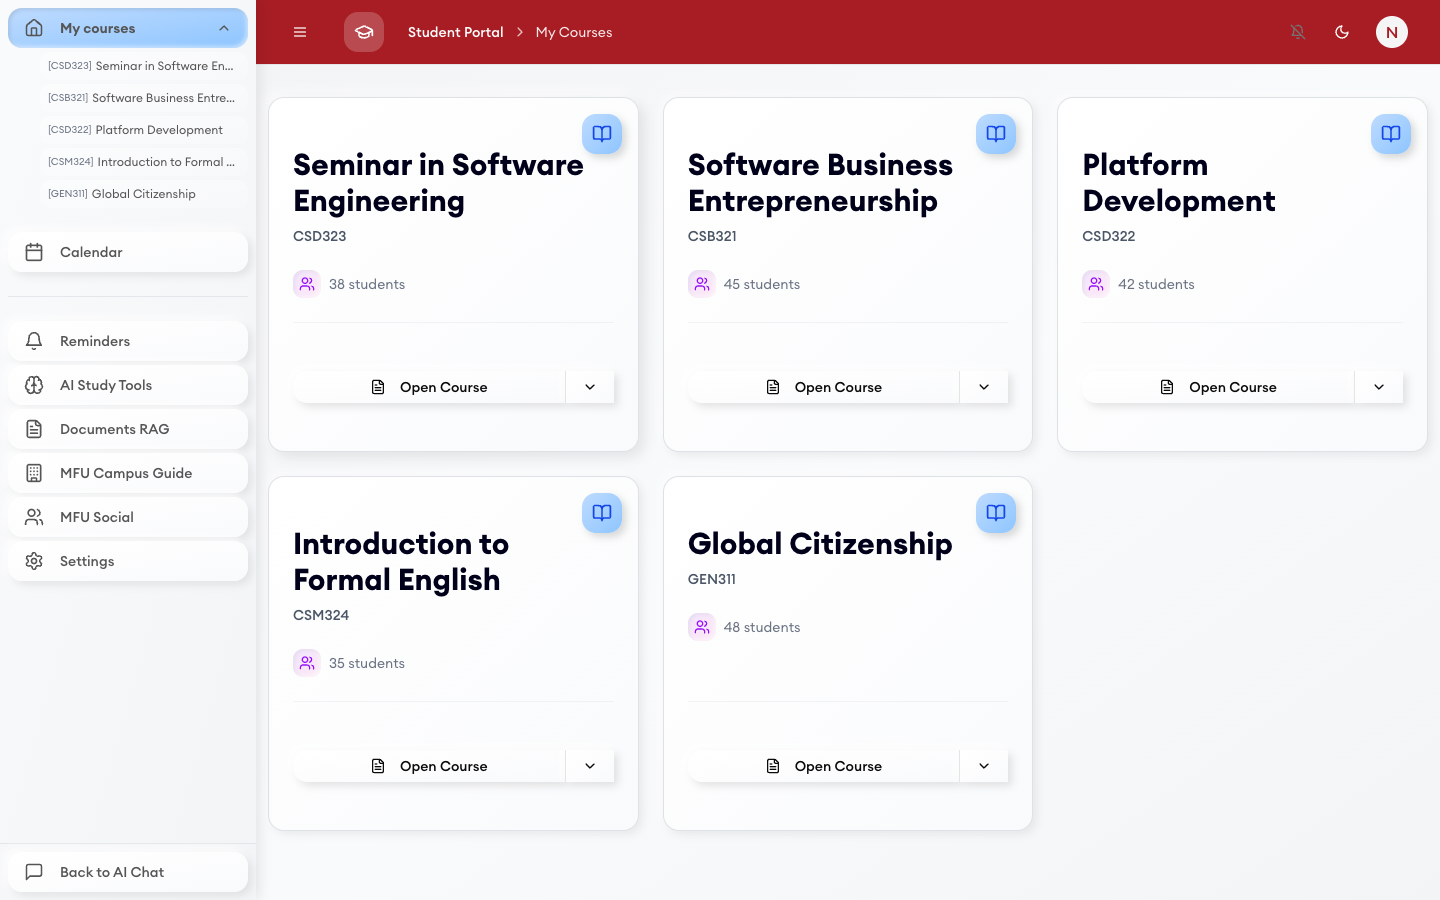 My courses
[CSD323] Seminar in Software En...
[CSB321] Software Business Entre...
[CSD322] Platform Development
[CSM324] Introduction to Formal ...
[GEN311] Global Citizenship
Calendar
Reminders
AI Study Tools
Documents RAG
MFU Campus Guide
MFU Social
Settings
Back to AI Chat
Student Portal > My Courses
N
Seminar in Software
Engineering
CSD323
38 students
Open Course
Software Business
Entrepreneurship
CSB321
45 students
Open Course
Platform
Development
CSD322
42 students
Open Course
Introduction to
Formal English
CSM324
35 students
Open Course
Global Citizenship
GEN311
48 students
Open Course